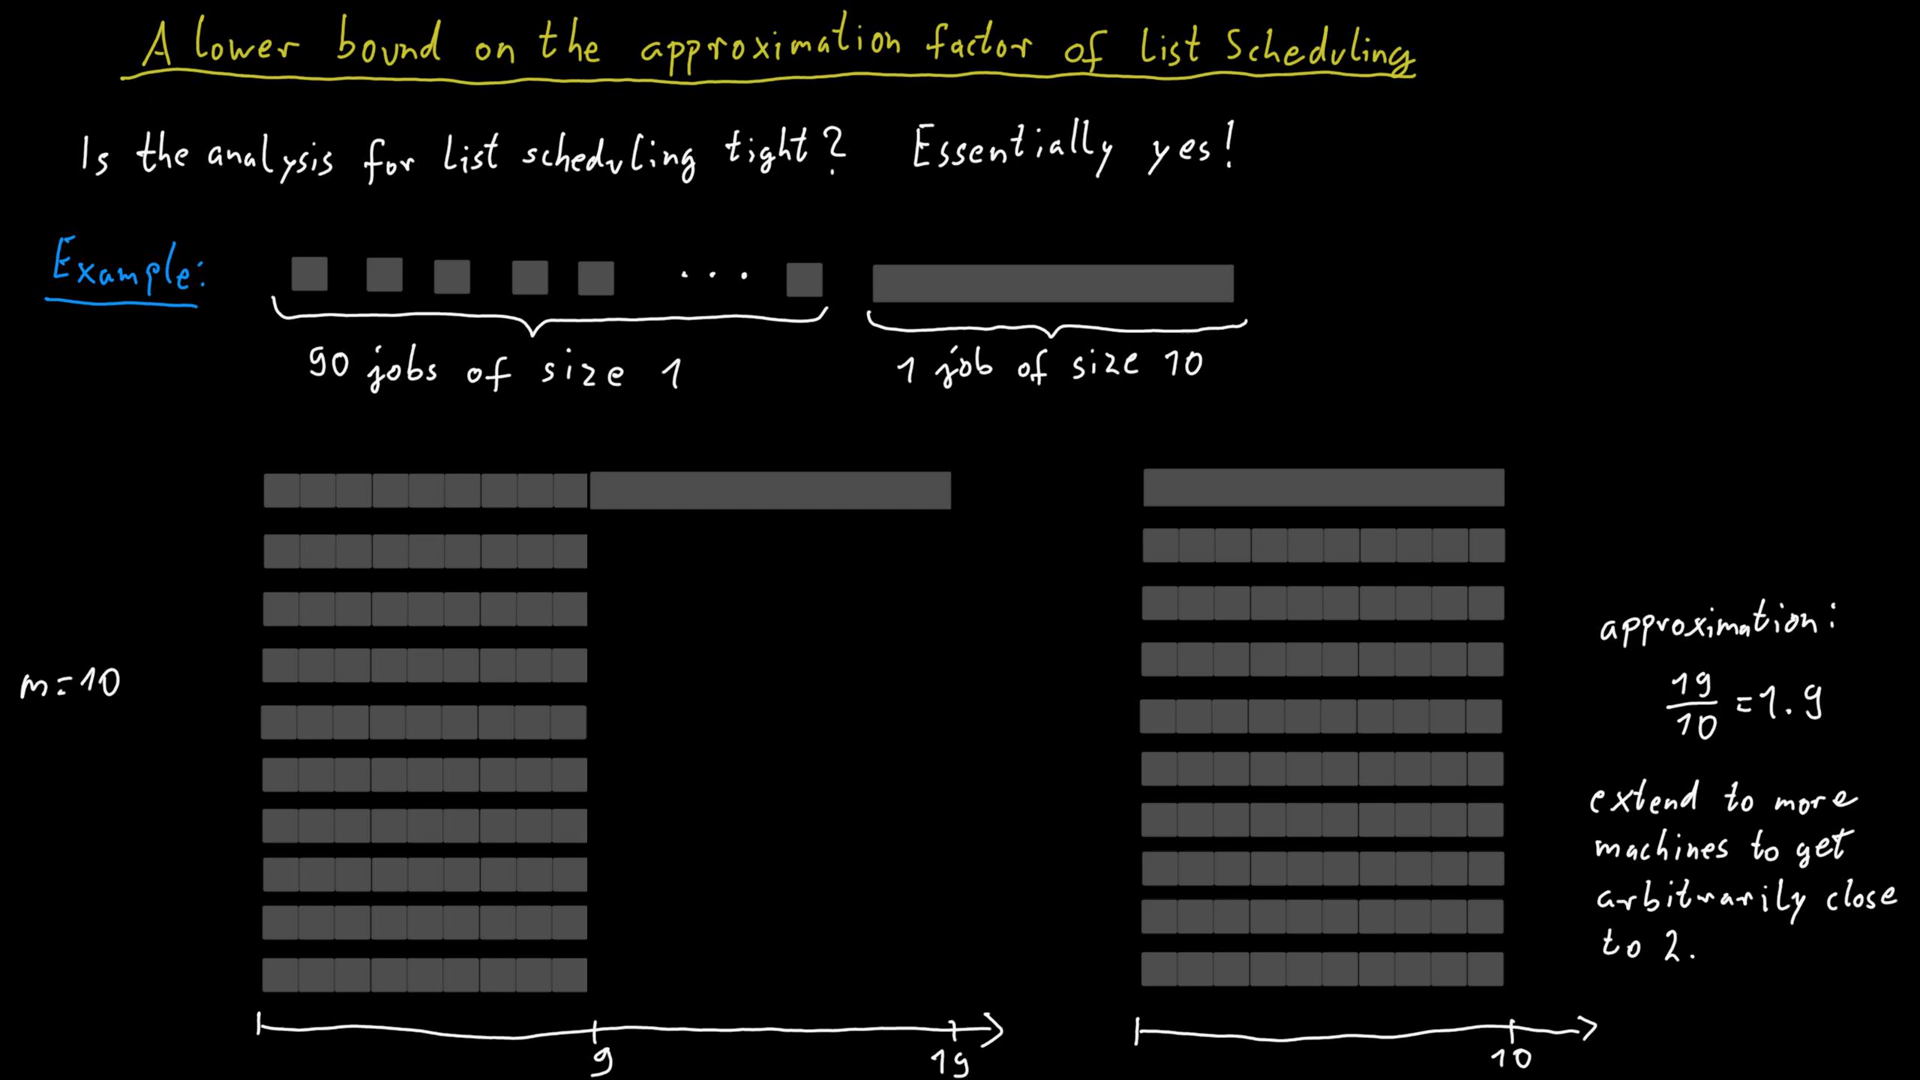 A lower bound on the approximation factor of List Scheduling
Is the analysis for List scheduling tight? Essentially yes!
Example:
...
90 jobs of size 1
1 job of size 10
m=10
approximation:
19/10 = 1.9
extend to more
machines to get
arbitrarily close
to 2.
9
19
10